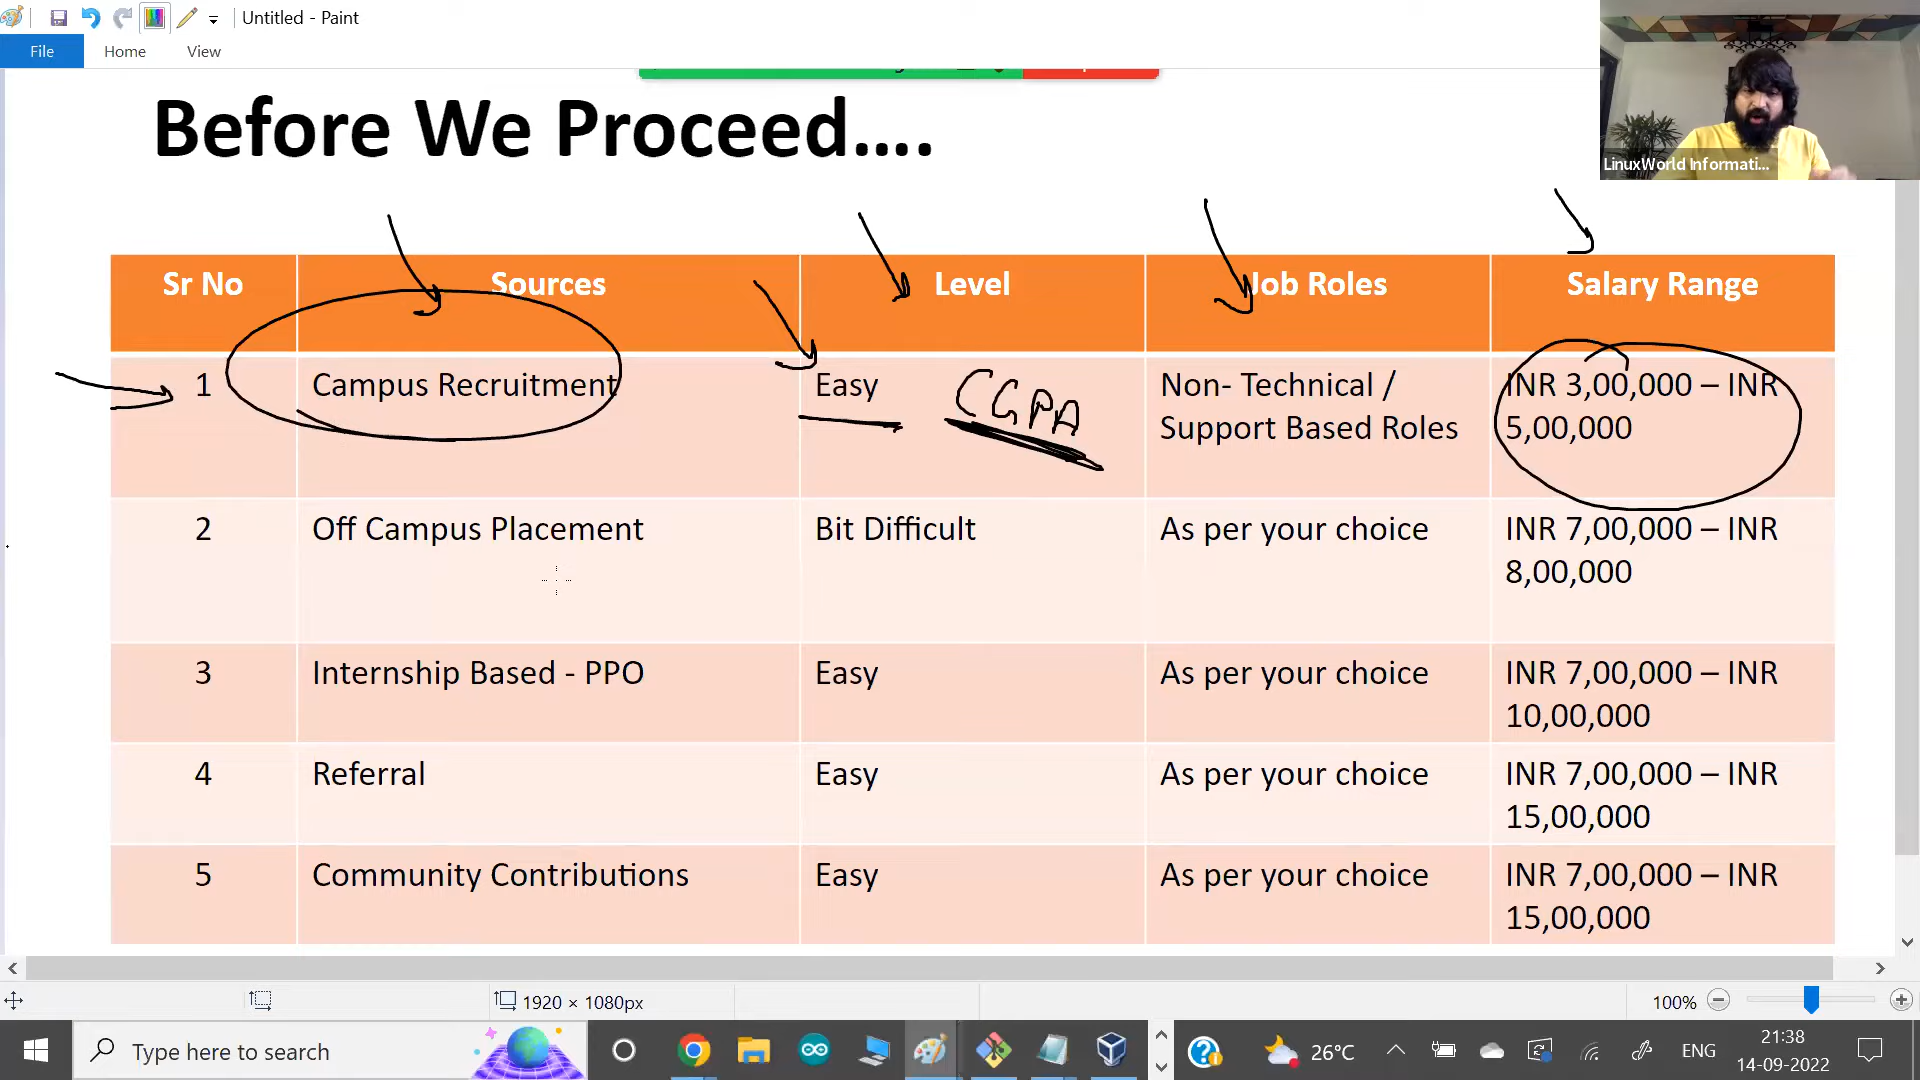 Untitled - Paint
File Home View
LinuxWorld Informati...
Before We Proceed....
Sr No Sources Level Job Roles Salary Range
1 Campus Recruitment Easy CGPA Non- Technical / INR 3,00,000 – INR
Support Based Roles 5,00,000
2 Off Campus Placement Bit Difficult As per your choice INR 7,00,000 – INR
8,00,000
3 Internship Based - PPO Easy As per your choice INR 7,00,000 – INR
10,00,000
4 Referral Easy As per your choice INR 7,00,000 – INR
15,00,000
5 Community Contributions Easy As per your choice INR 7,00,000 – INR
15,00,000
1920 × 1080px 100%
Type here to search 26°C ENG 21:38
14-09-2022